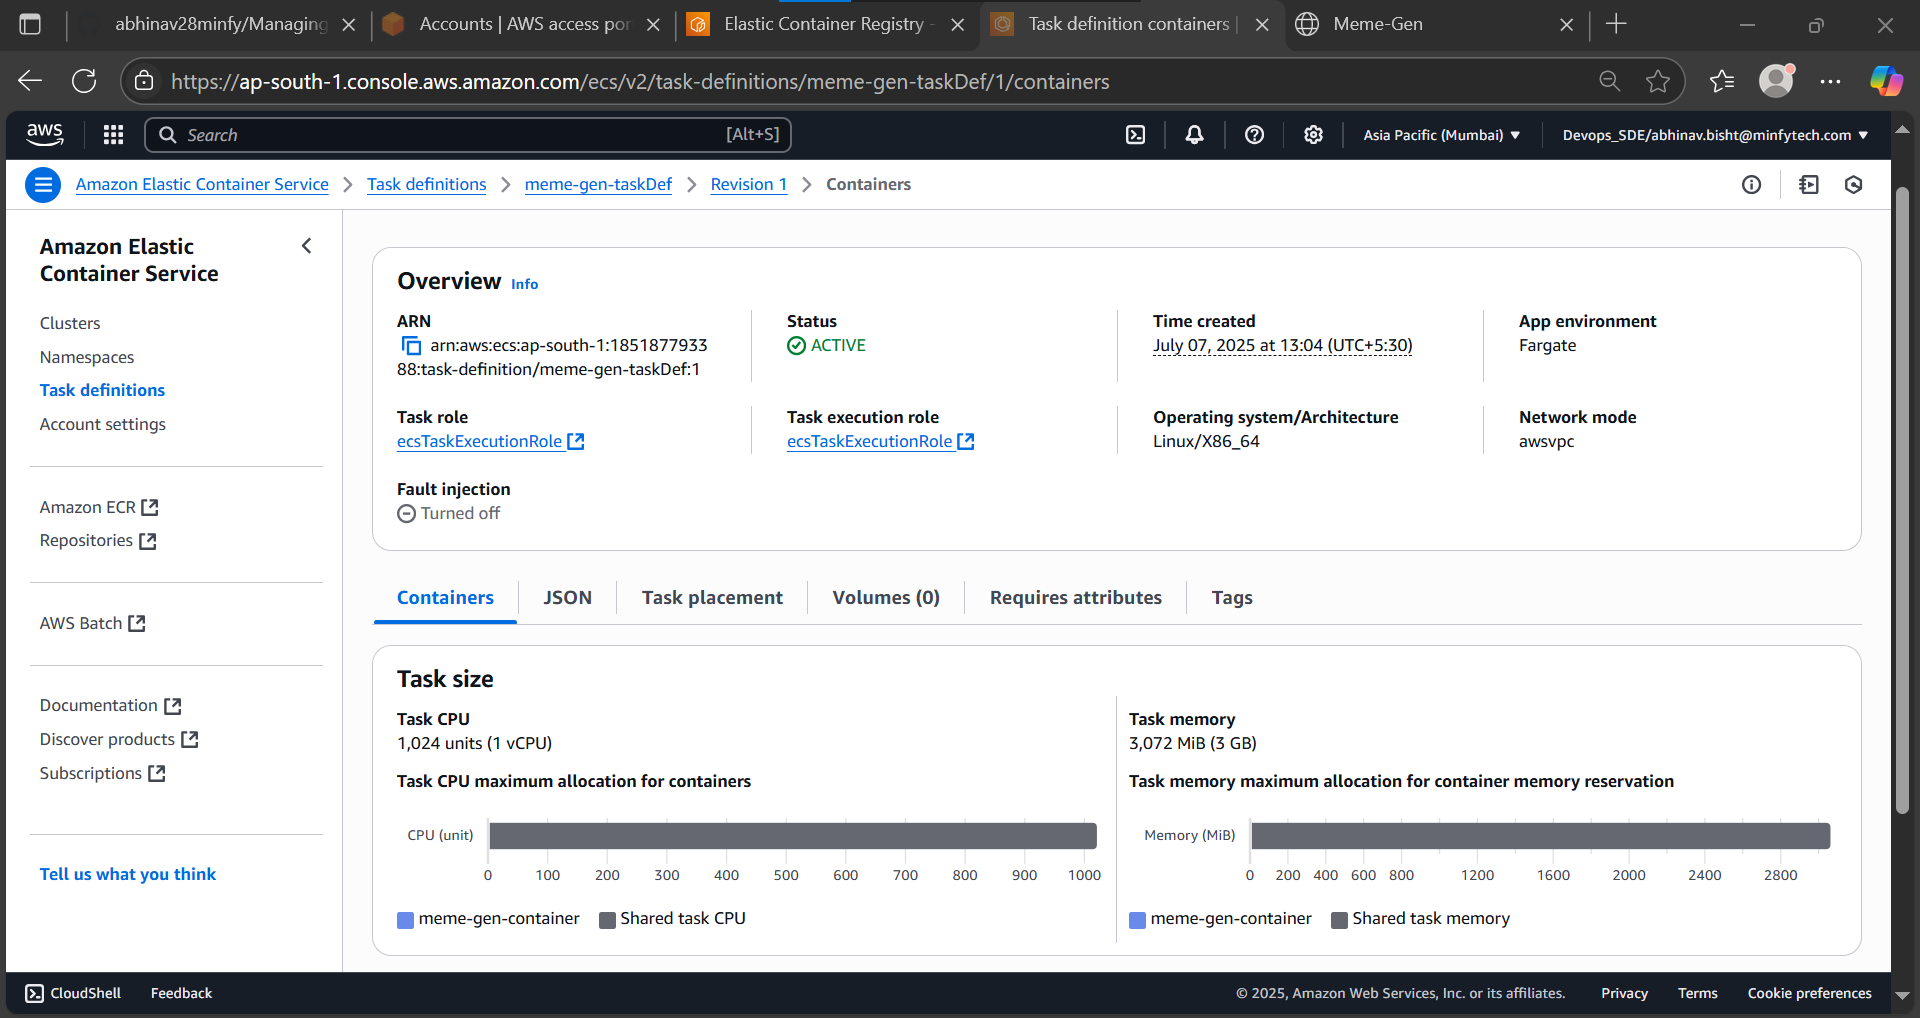 abhinav28minfy/Managing
Accounts | AWS access por
Elastic Container Registry -
Task definition containers |
Meme-Gen
https://ap-south-1.console.aws.amazon.com/ecs/v2/task-definitions/meme-gen-taskDef/1/containers
aws
Search
[Alt+S]
Asia Pacific (Mumbai)
Devops_SDE/abhinav.bisht@minfytech.com
Amazon Elastic Container Service
Task definitions
meme-gen-taskDef
Revision 1
Containers
Amazon Elastic
Container Service
Clusters
Namespaces
Task definitions
Account settings
Amazon ECR
Repositories
AWS Batch
Documentation
Discover products
Subscriptions
Tell us what you think
Overview Info
ARN
arn:aws:ecs:ap-south-1:1851877933
88:task-definition/meme-gen-taskDef:1
Status
ACTIVE
Time created
July 07, 2025 at 13:04 (UTC+5:30)
App environment
Fargate
Task role
ecsTaskExecutionRole
Task execution role
ecsTaskExecutionRole
Operating system/Architecture
Linux/X86_64
Network mode
awsvpc
Fault injection
Turned off
Containers
JSON
Task placement
Volumes (0)
Requires attributes
Tags
Task size
Task CPU
1,024 units (1 vCPU)
Task CPU maximum allocation for containers
CPU (unit)
0 100 200 300 400 500 600 700 800 900 1000
meme-gen-container
Shared task CPU
Task memory
3,072 MiB (3 GB)
Task memory maximum allocation for container memory reservation
Memory (MiB)
0 200 400 600 800 1200 1600 2000 2400 2800
meme-gen-container
Shared task memory
CloudShell
Feedback
© 2025, Amazon Web Services, Inc. or its affiliates.
Privacy
Terms
Cookie preferences